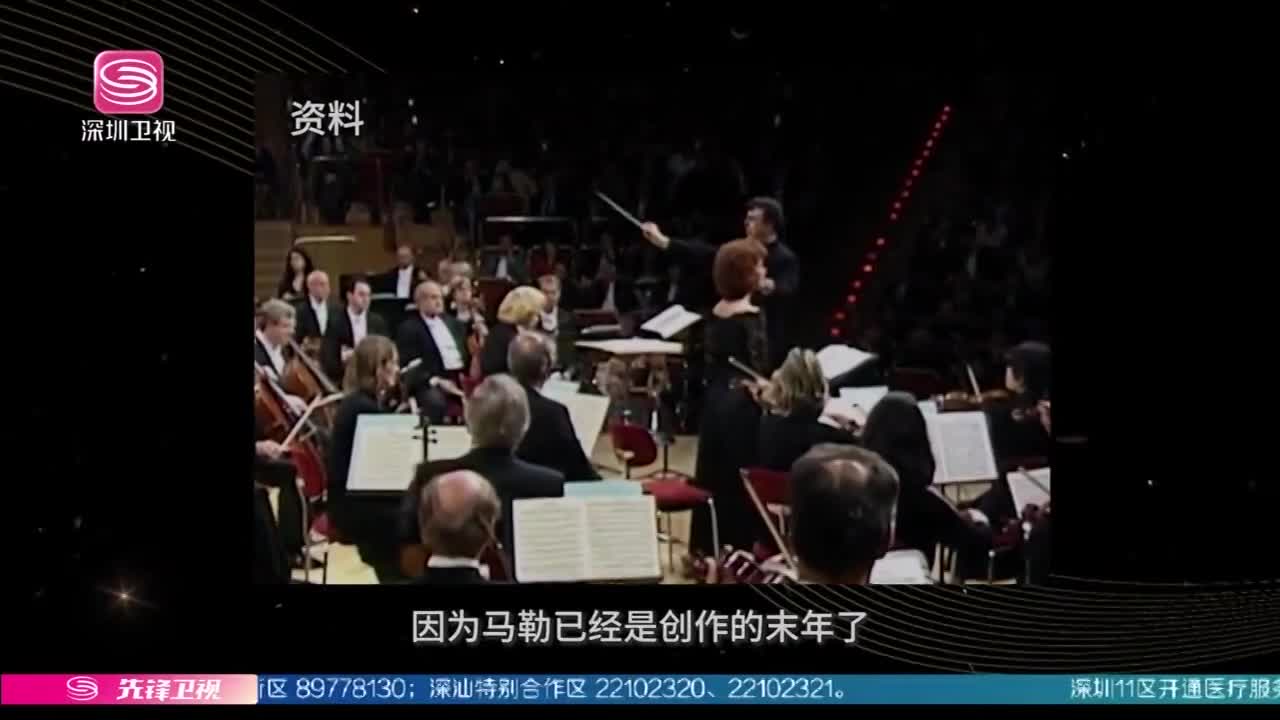 资料
深圳卫视
因为马勒已经是创作的末年了
先锋卫视
区 89778130；深汕特别合作区 22102320、22102321。
深圳11区开通医疗服